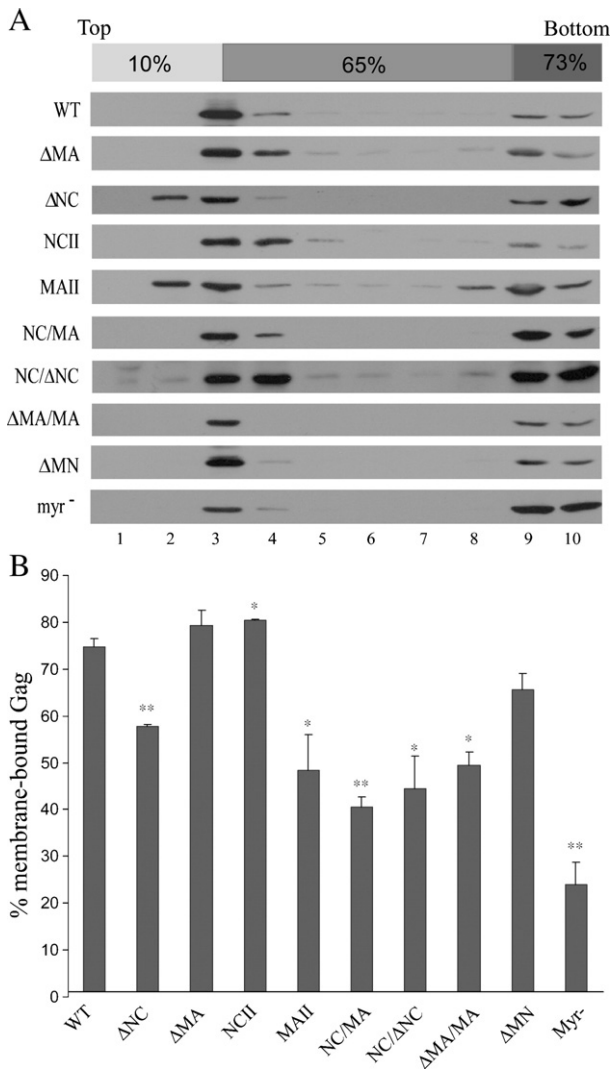 A
Top Bottom
10% 65% 73%
WT
ΔMA
ΔNC
NCII
MAII
NC/MA
NC/ΔNC
ΔMA/MA
ΔMN
myr-
1 2 3 4 5 6 7 8 9 10
B
90
80
70
60
50
40
30
20
10
0
% membrane-bound Gag
** * * ** * * **
WT ΔNC ΔMA NCII MAII NC/MA NC/ΔNC ΔMA/MA ΔMN Myr-